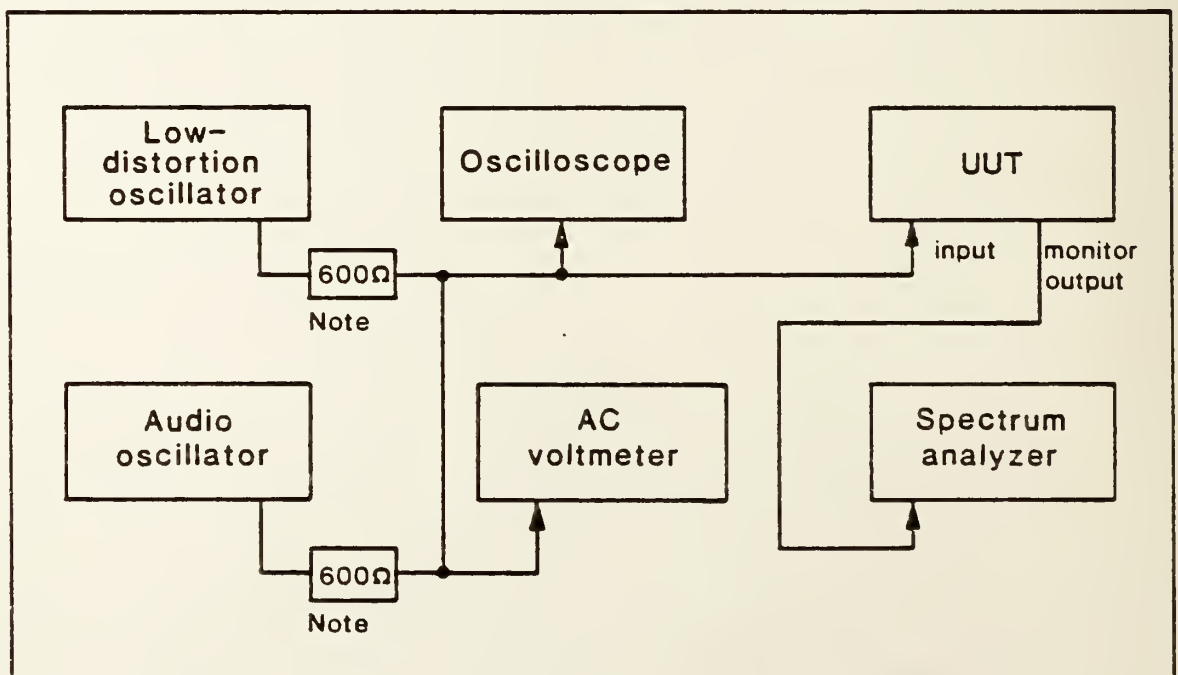 Low-
distortion
oscillator
Oscilloscope
UUT
input
monitor
output
600Ω
Note
Audio
oscillator
AC
voltmeter
Spectrum
analyzer
600Ω
Note